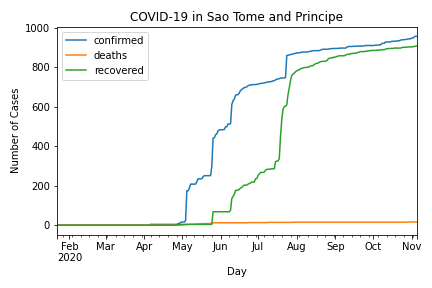 COVID-19 in Sao Tome and Principe
1000
800
600
400
200
0
Number of Cases
confirmed
deaths
recovered
Feb Mar Apr May Jun Jul Aug Sep Oct Nov
2020
Day